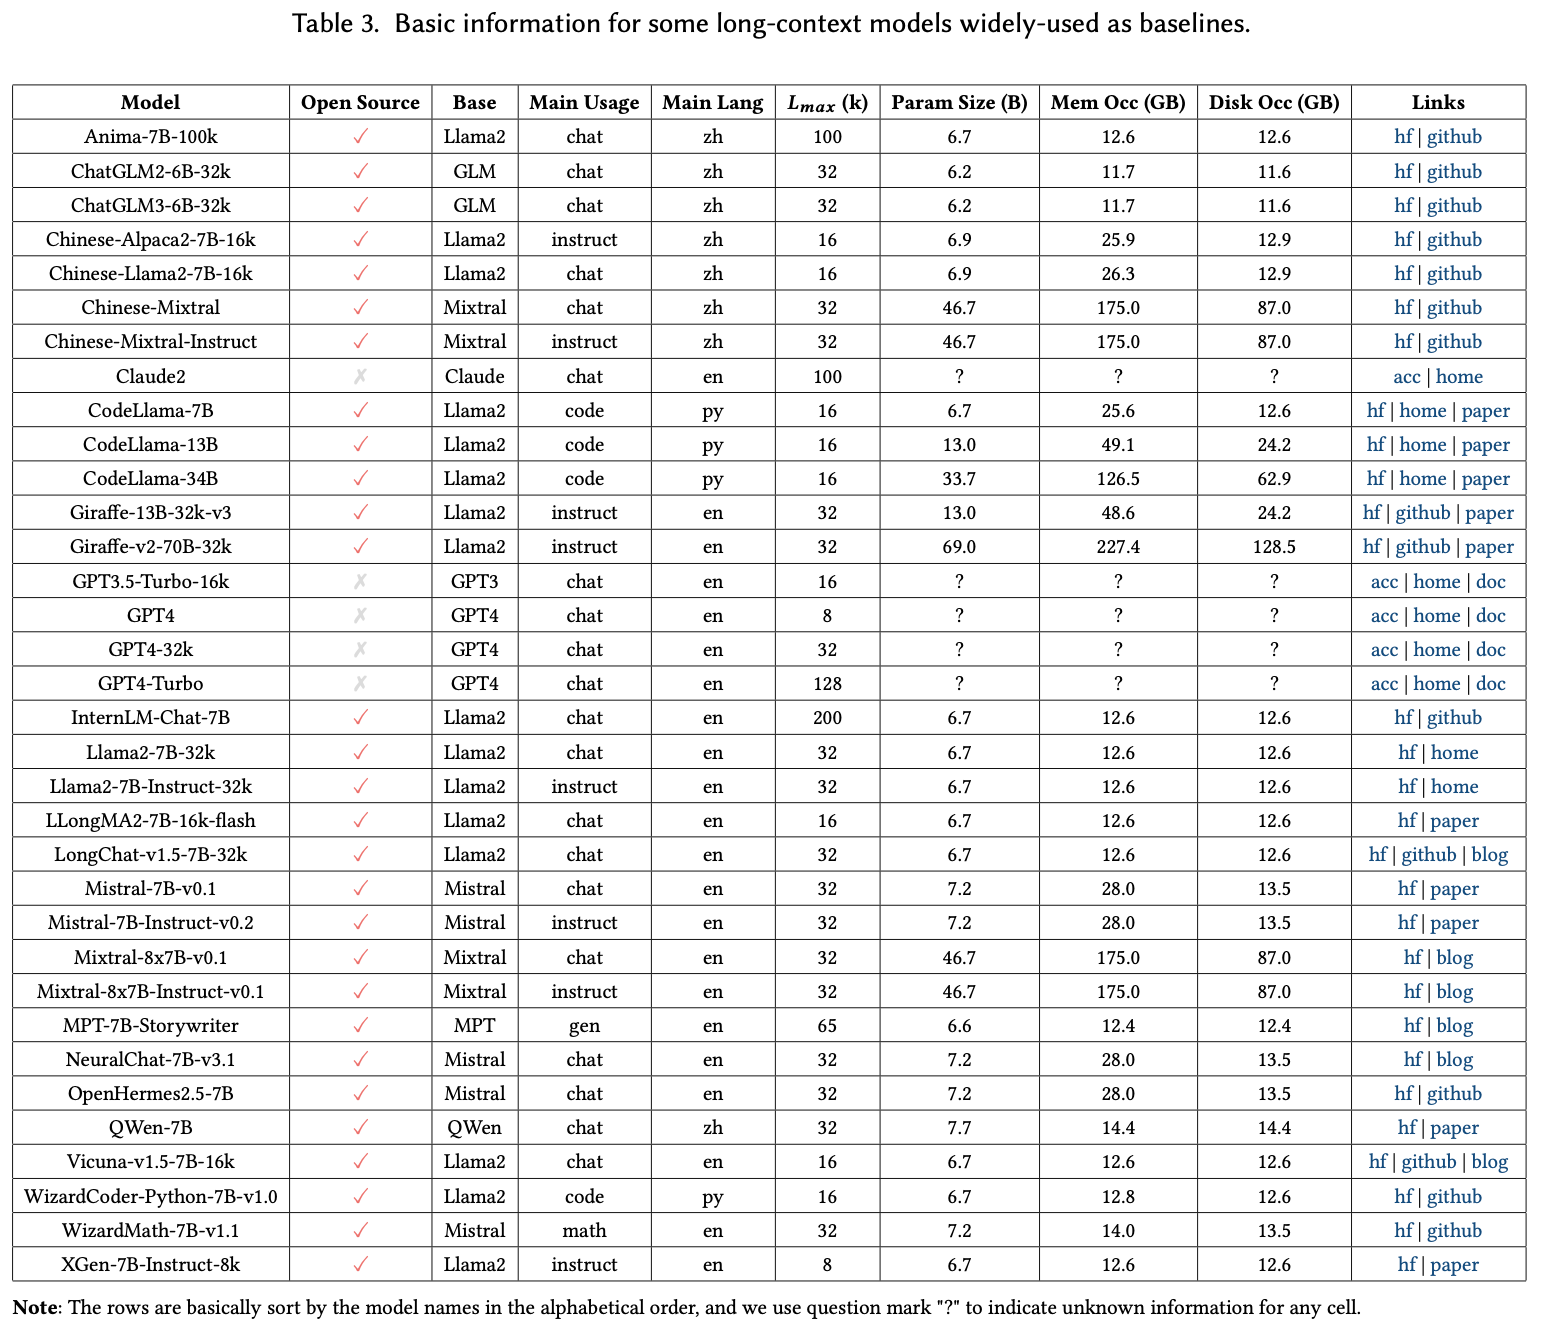 Table 3. Basic information for some long-context models widely-used as baselines.
Model Open Source Base Main Usage Main Lang L_max (k) Param Size (B) Mem Occ (GB) Disk Occ (GB) Links
Anima-7B-100k ✓ Llama2 chat zh 100 6.7 12.6 12.6 hf | github
ChatGLM2-6B-32k ✓ GLM chat zh 32 6.2 11.7 11.6 hf | github
ChatGLM3-6B-32k ✓ GLM chat zh 32 6.2 11.7 11.6 hf | github
Chinese-Alpaca2-7B-16k ✓ Llama2 instruct zh 16 6.9 25.9 12.9 hf | github
Chinese-Llama2-7B-16k ✓ Llama2 chat zh 16 6.9 26.3 12.9 hf | github
Chinese-Mixtral ✓ Mixtral chat zh 32 46.7 175.0 87.0 hf | github
Chinese-Mixtral-Instruct ✓ Mixtral instruct zh 32 46.7 175.0 87.0 hf | github
Claude2 ✗ Claude chat en 100 ? ? ? acc | home
CodeLlama-7B ✓ Llama2 code py 16 6.7 25.6 12.6 hf | home | paper
CodeLlama-13B ✓ Llama2 code py 16 13.0 49.1 24.2 hf | home | paper
CodeLlama-34B ✓ Llama2 code py 16 33.7 126.5 62.9 hf | home | paper
Giraffe-13B-32k-v3 ✓ Llama2 instruct en 32 13.0 48.6 24.2 hf | github | paper
Giraffe-v2-70B-32k ✓ Llama2 instruct en 32 69.0 227.4 128.5 hf | github | paper
GPT3.5-Turbo-16k ✗ GPT3 chat en 16 ? ? ? acc | home | doc
GPT4 ✗ GPT4 chat en 8 ? ? ? acc | home | doc
GPT4-32k ✗ GPT4 chat en 32 ? ? ? acc | home | doc
GPT4-Turbo ✗ GPT4 chat en 128 ? ? ? acc | home | doc
InternLM-Chat-7B ✓ Llama2 chat en 200 6.7 12.6 12.6 hf | github
Llama2-7B-32k ✓ Llama2 chat en 32 6.7 12.6 12.6 hf | home
Llama2-7B-Instruct-32k ✓ Llama2 instruct en 32 6.7 12.6 12.6 hf | home
LLongMA2-7B-16k-flash ✓ Llama2 chat en 16 6.7 12.6 12.6 hf | paper
LongChat-v1.5-7B-32k ✓ Llama2 chat en 32 6.7 12.6 12.6 hf | github | blog
Mistral-7B-v0.1 ✓ Mistral chat en 32 7.2 28.0 13.5 hf | paper
Mistral-7B-Instruct-v0.2 ✓ Mistral instruct en 32 7.2 28.0 13.5 hf | paper
Mixtral-8x7B-v0.1 ✓ Mixtral chat en 32 46.7 175.0 87.0 hf | blog
Mixtral-8x7B-Instruct-v0.1 ✓ Mixtral instruct en 32 46.7 175.0 87.0 hf | blog
MPT-7B-Storywriter ✓ MPT gen en 65 6.6 12.4 12.4 hf | blog
NeuralChat-7B-v3.1 ✓ Mistral chat en 32 7.2 28.0 13.5 hf | blog
OpenHermes2.5-7B ✓ Mistral chat en 32 7.2 28.0 13.5 hf | github
QWen-7B ✓ QWen chat zh 32 7.7 14.4 14.4 hf | paper
Vicuna-v1.5-7B-16k ✓ Llama2 chat en 16 6.7 12.6 12.6 hf | github | blog
WizardCoder-Python-7B-v1.0 ✓ Llama2 code py 16 6.7 12.8 12.6 hf | github
WizardMath-7B-v1.1 ✓ Mistral math en 32 7.2 14.0 13.5 hf | github
XGen-7B-Instruct-8k ✓ Llama2 instruct en 8 6.7 12.6 12.6 hf | paper
Note: The rows are basically sort by the model names in the alphabetical order, and we use question mark "?" to indicate unknown information for any cell.